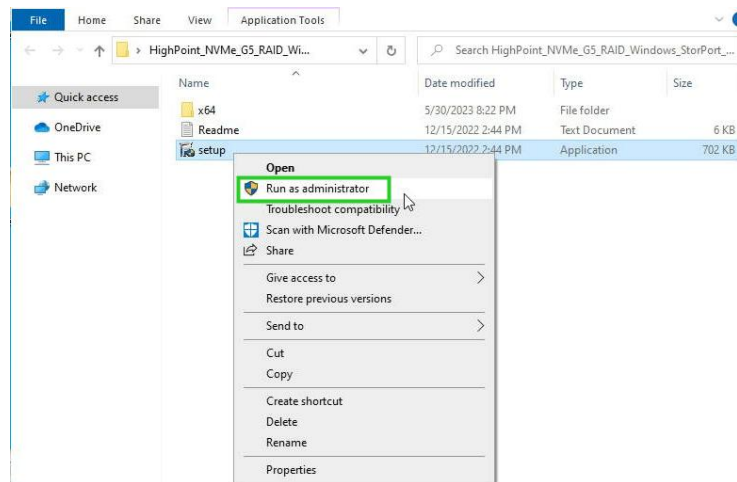 File Home Share View Application Tools
HighPoint_NVMe_G5_RAID_Wi... Search HighPoint_NVMe_G5_RAID_Windows_StorPort_...
Name Date modified Type Size
Quick access
x64 5/30/2023 8:22 PM File folder
OneDrive
Readme 12/15/2022 2:44 PM Text Document 6 KB
This PC
setup 12/15/2022 2:44 PM Application 702 KB
Network
Open
Run as administrator
Troubleshoot compatibility
Scan with Microsoft Defender...
Share
Give access to
Restore previous versions
Send to
Cut
Copy
Create shortcut
Delete
Rename
Properties